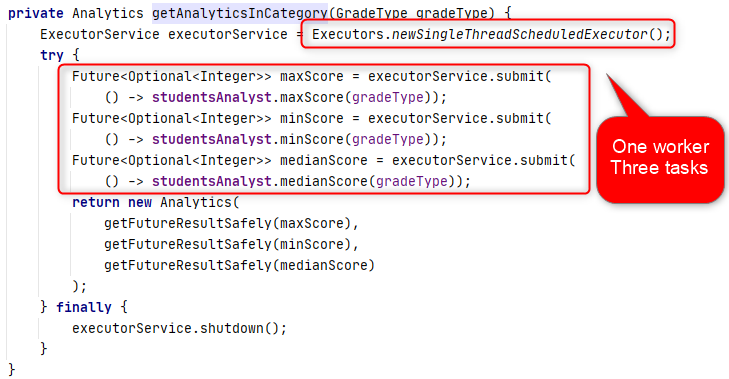 private Analytics getAnalyticsInCategory(GradeType gradeType) {
    ExecutorService executorService = Executors.newSingleThreadScheduledExecutor();
    try {
        Future<Optional<Integer>> maxScore = executorService.submit(
            () -> studentsAnalyst.maxScore(gradeType));
        Future<Optional<Integer>> minScore = executorService.submit(
            () -> studentsAnalyst.minScore(gradeType));
        Future<Optional<Integer>> medianScore = executorService.submit(
            () -> studentsAnalyst.medianScore(gradeType));
        return new Analytics(
            getFutureResultSafely(maxScore),
            getFutureResultSafely(minScore),
            getFutureResultSafely(medianScore)
        );
    } finally {
        executorService.shutdown();
    }
}
One worker
Three tasks